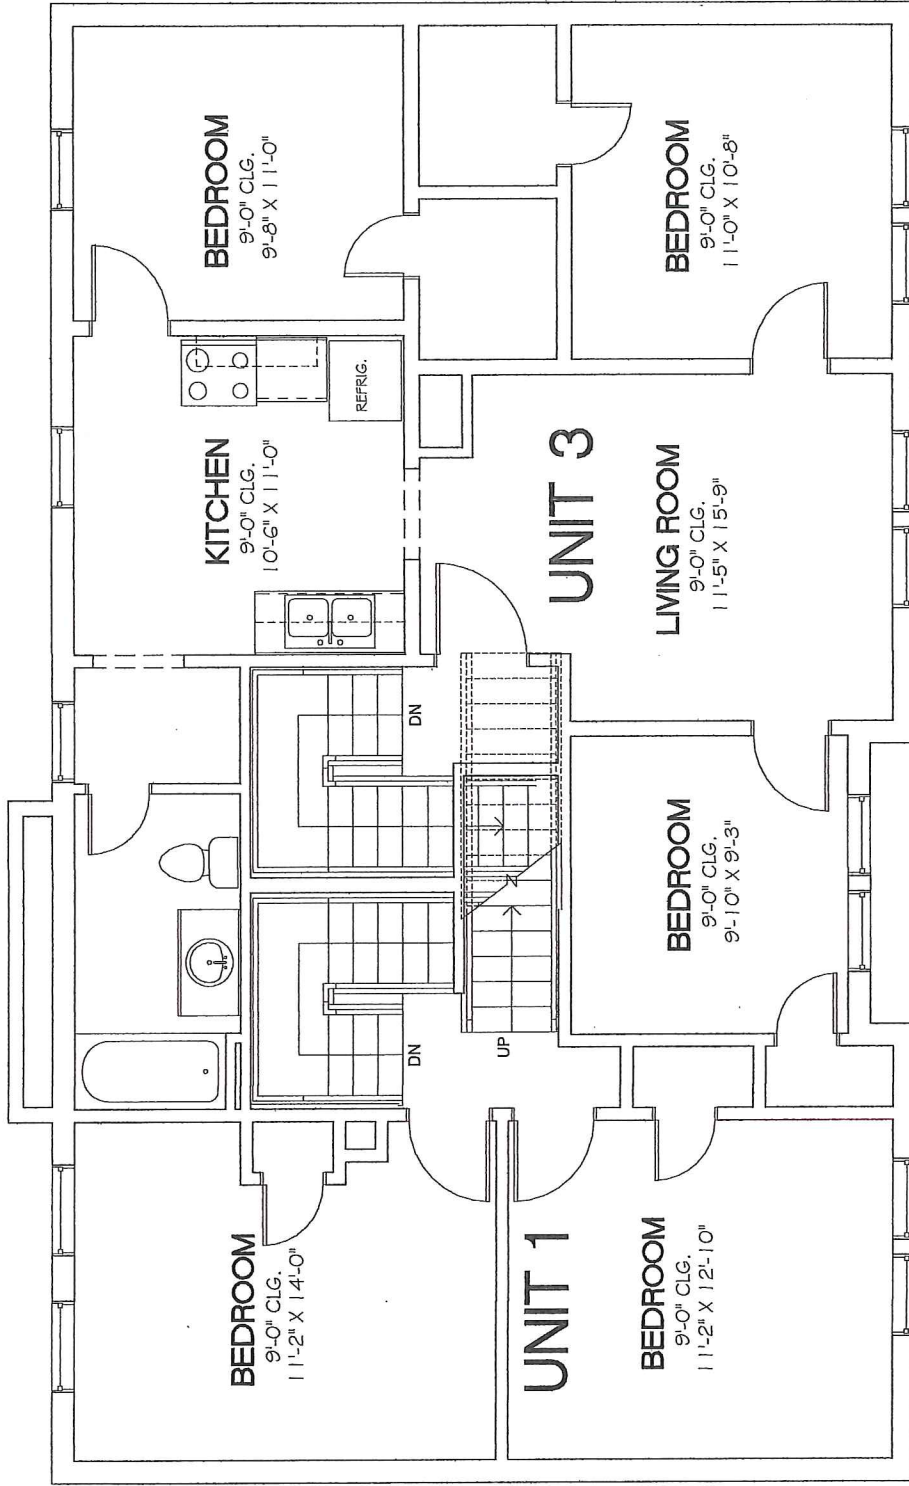 BEDROOM
9'-0" CLG.
11'-2" X 14'-0"
KITCHEN
9'-0" CLG.
10'-6" X 11'-0"
BEDROOM
9'-0" CLG.
9'-8" X 11'-0"
REFRIG.
DN
DN
UP
UNIT 1
UNIT 3
BEDROOM
9'-0" CLG.
11'-2" X 12'-10"
BEDROOM
9'-0" CLG.
9'-10" X 9'-3"
LIVING ROOM
9'-0" CLG.
11'-5" X 15'-9"
BEDROOM
9'-0" CLG.
11'-0" X 10'-8"